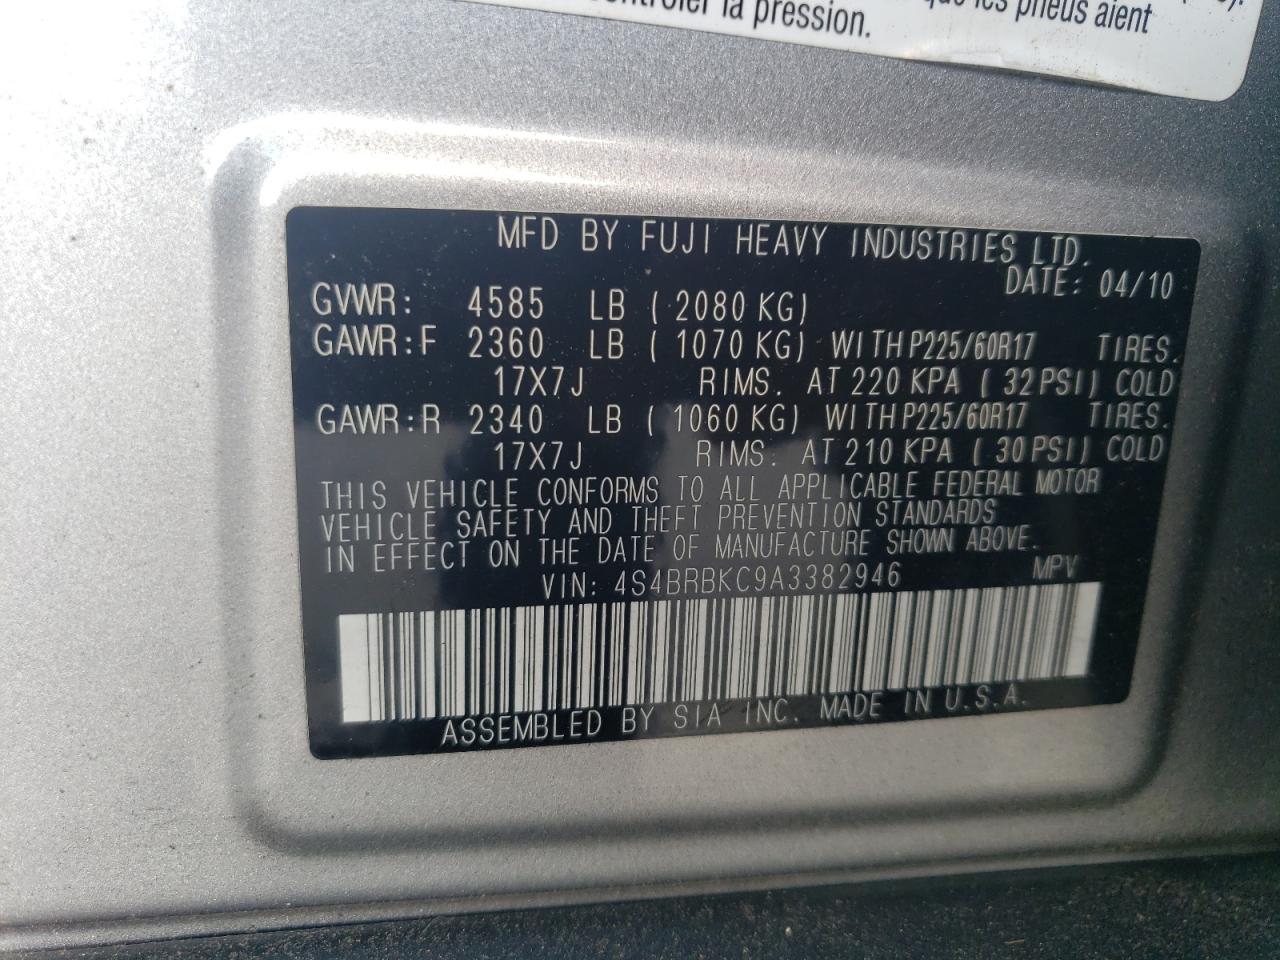 la pression.
que les pneus aient
MFD BY FUJI HEAVY INDUSTRIES LTD.
DATE: 04/10
GVWR: 4585 LB (2080 KG)
GAWR:F 2360 LB (1070 KG) WITH P225/60R17 TIRES.
17X7J RIMS. AT 220 KPA (32 PSI) COLD
GAWR:R 2340 LB (1060 KG) WITH P225/60R17 TIRES.
17X7J RIMS. AT 210 KPA (30 PSI) COLD
THIS VEHICLE CONFORMS TO ALL APPLICABLE FEDERAL MOTOR
VEHICLE SAFETY AND THEFT PREVENTION STANDARDS
IN EFFECT ON THE DATE OF MANUFACTURE SHOWN ABOVE.
VIN: 4S4BRBKC9A3382946 MPV
ASSEMBLED BY SIA INC. MADE IN U.S.A.